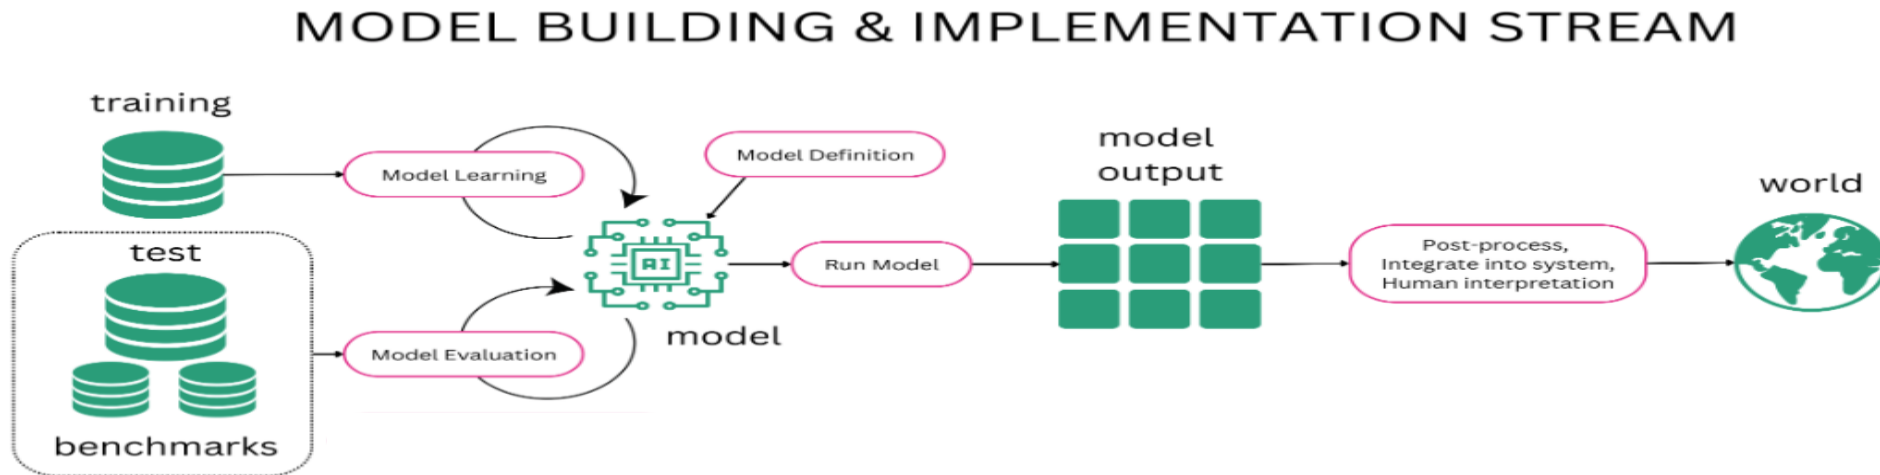 MODEL BUILDING & IMPLEMENTATION STREAM
training
Model Learning
Model Definition
model
output
world
test
AI
Run Model
Post-process,
Integrate into system,
Human interpretation
model
Model Evaluation
benchmarks